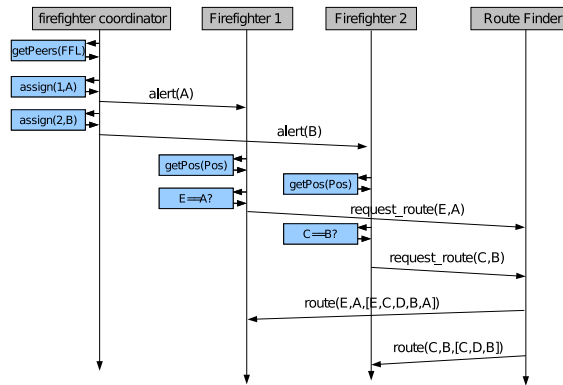 firefighter coordinator Firefighter 1 Firefighter 2 Route Finder
getPeers(FFL)
assign(1,A)
alert(A)
assign(2,B)
alert(B)
getPos(Pos)
getPos(Pos)
E==A?
request_route(E,A)
C==B?
request_route(C,B)
route(E,A,[E,C,D,B,A])
route(C,B,[C,D,B])